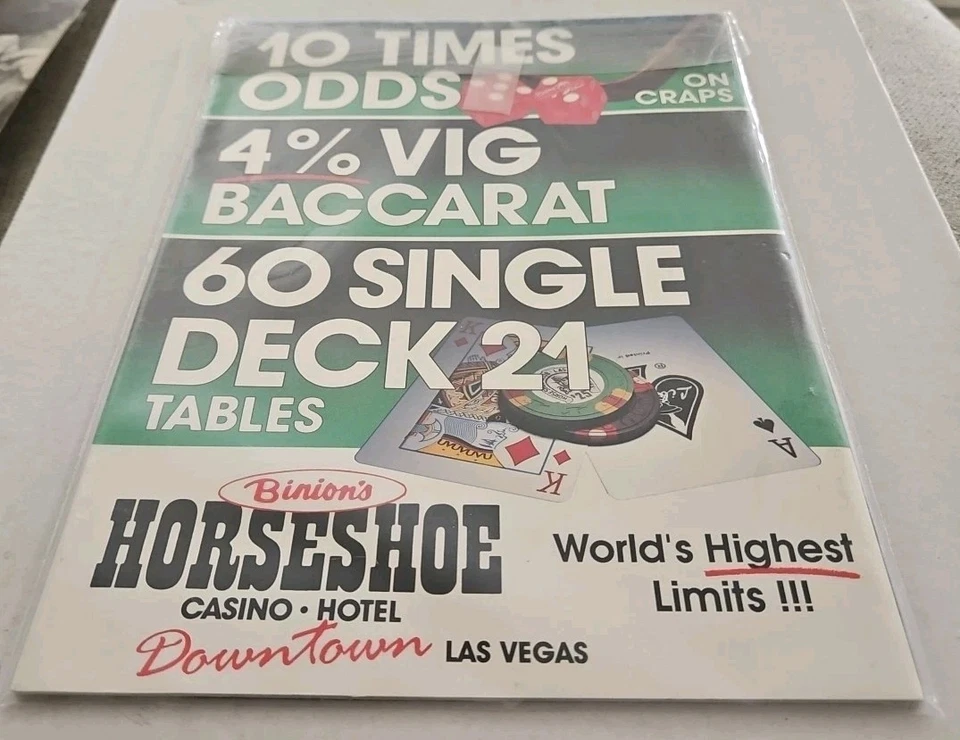 10 TIMES
ODDS
ON
CRAPS
4% VIG
BACCARAT
60 SINGLE
DECK 21
TABLES
K
K
A
Binion's
HORSESHOE
CASINO • HOTEL
Downtown LAS VEGAS
World's Highest
Limits !!!